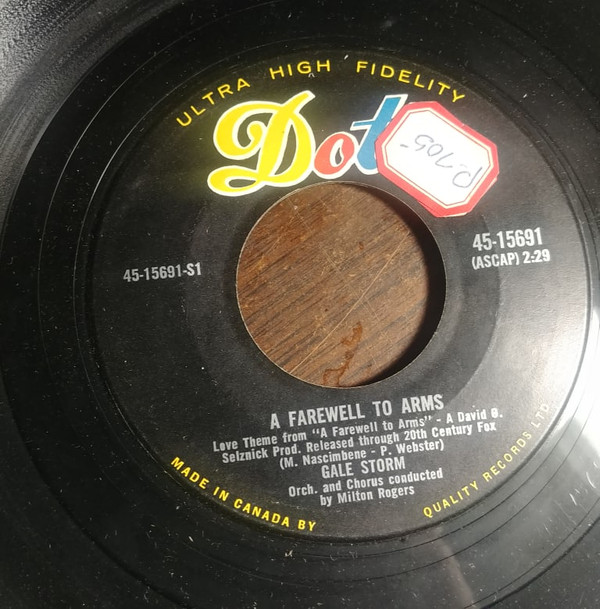 ULTRA HIGH FIDELITY
Dot
45-15691
(ASCAP) 2:29
45-15691-S1
A FAREWELL TO ARMS
Love Theme from "A Farewell to Arms" - A David O.
Selznick Prod. Released through 20th Century Fox
(M. Nascimbene - P. Webster)
GALE STORM
Orch. and Chorus conducted
by Milton Rogers
MADE IN CANADA BY QUALITY RECORDS LTD.